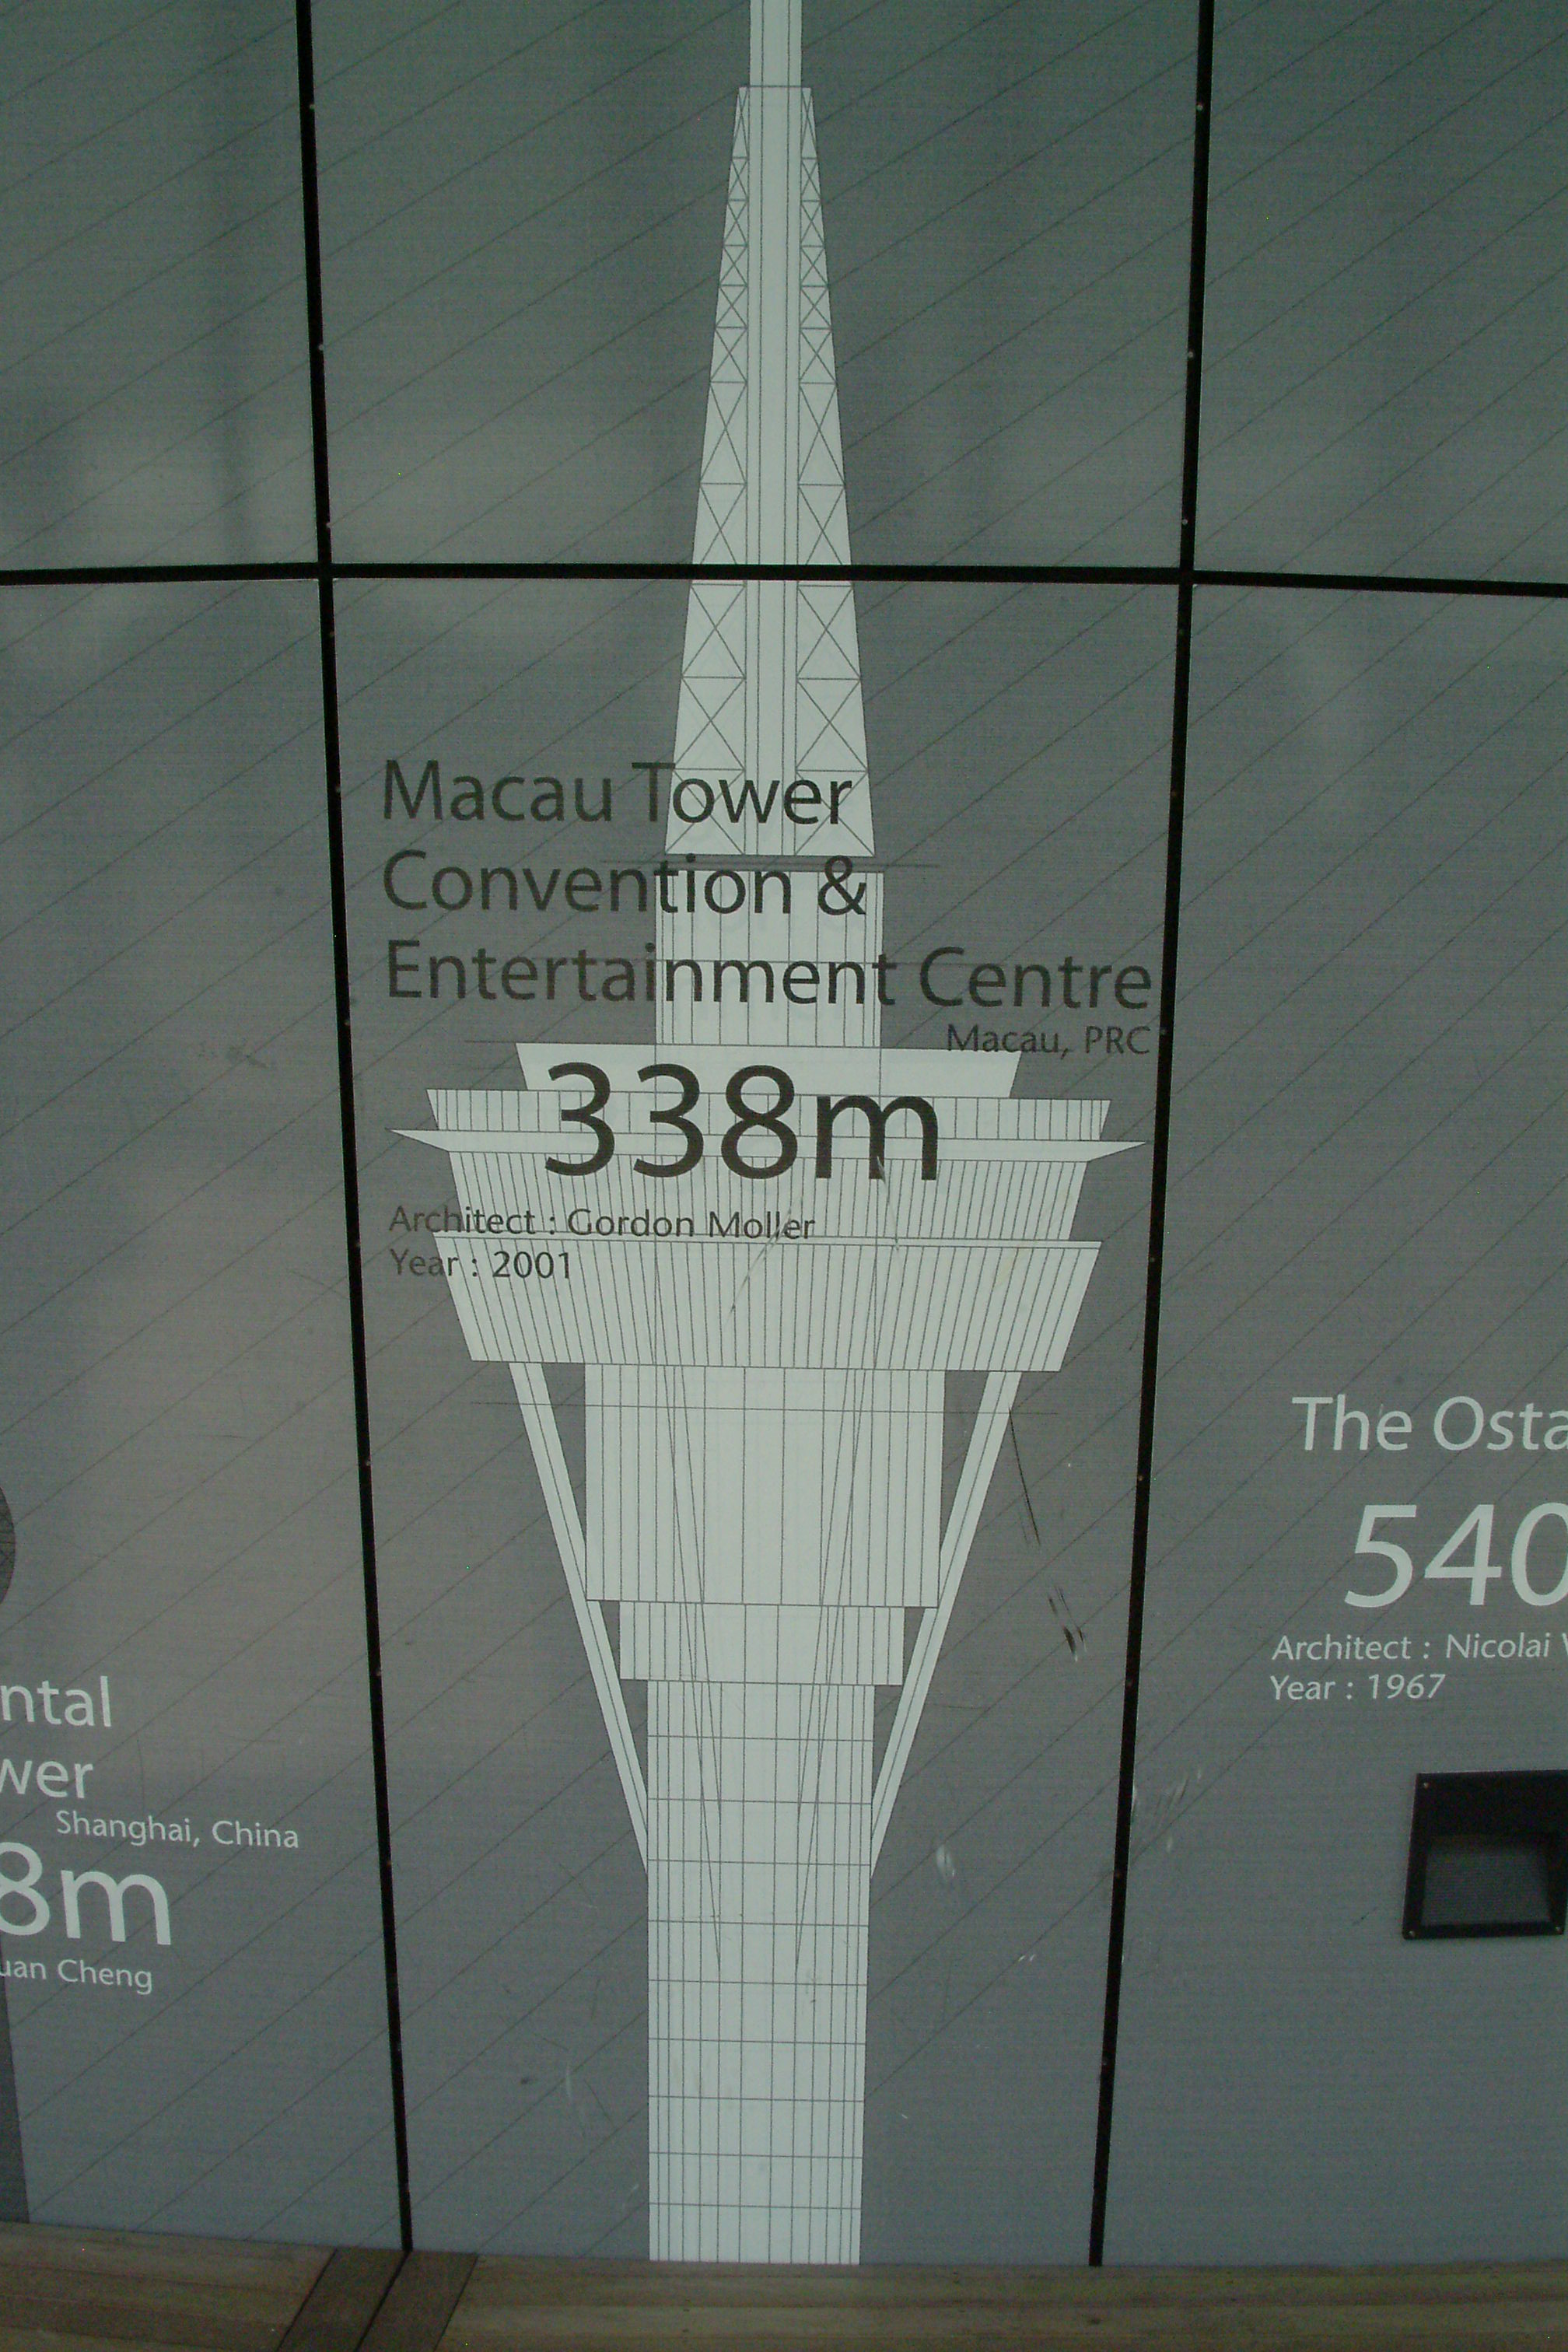 Macau Tower
Convention &
Entertainment Centre
Macau, PRC
338m
Architect : Gordon Moller
Year : 2001
The Osta
540
Architect : Nicolai
Year : 1967
ntal
wer
Shanghai, China
8m
uan Cheng